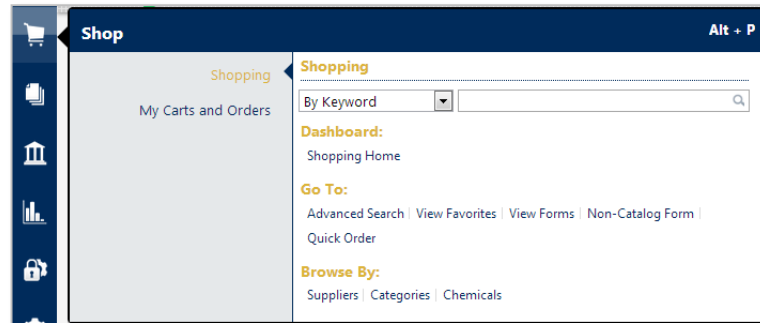 Shop
Alt + P
Shopping
My Carts and Orders
Shopping
By Keyword
Dashboard:
Shopping Home
Go To:
Advanced Search | View Favorites | View Forms | Non-Catalog Form |
Quick Order
Browse By:
Suppliers | Categories | Chemicals